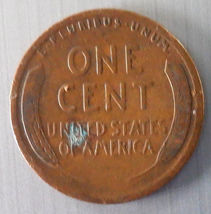 E·PLURIBUS·UNUM
ONE
CENT
UNITED STATES
OF AMERICA